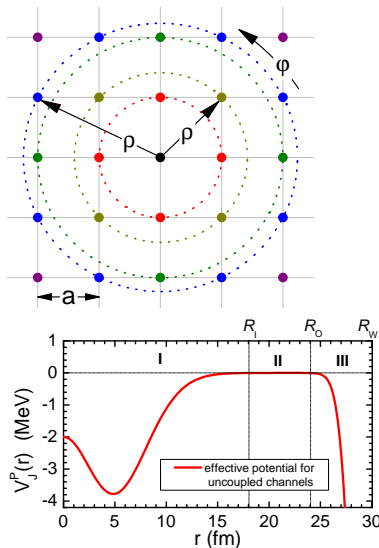 φ
ρ ρ
a
R_I R_O R_W
I II III
1
0
-1
-2
-3
-4
V_J^P(r) (MeV)
effective potential for
uncoupled channels
0 5 10 15 20 25 30
r (fm)